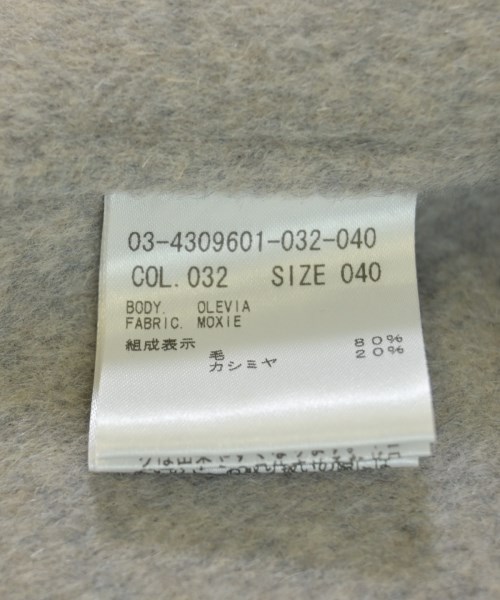 03-4309601-032-040
COL. 032 SIZE 040
BODY. OLEVIA
FABRIC. MOXIE
組成表示
毛 80%
カシミヤ 20%